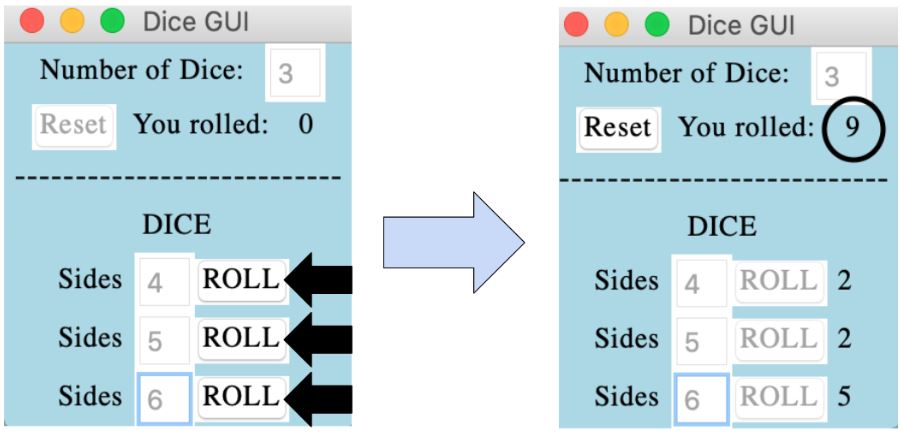 Dice GUI
Number of Dice: 3
Reset You rolled: 0
--------------------------------
DICE
Sides 4 ROLL
Sides 5 ROLL
Sides 6 ROLL
Dice GUI
Number of Dice: 3
Reset You rolled: 9
--------------------------------
DICE
Sides 4 ROLL 2
Sides 5 ROLL 2
Sides 6 ROLL 5